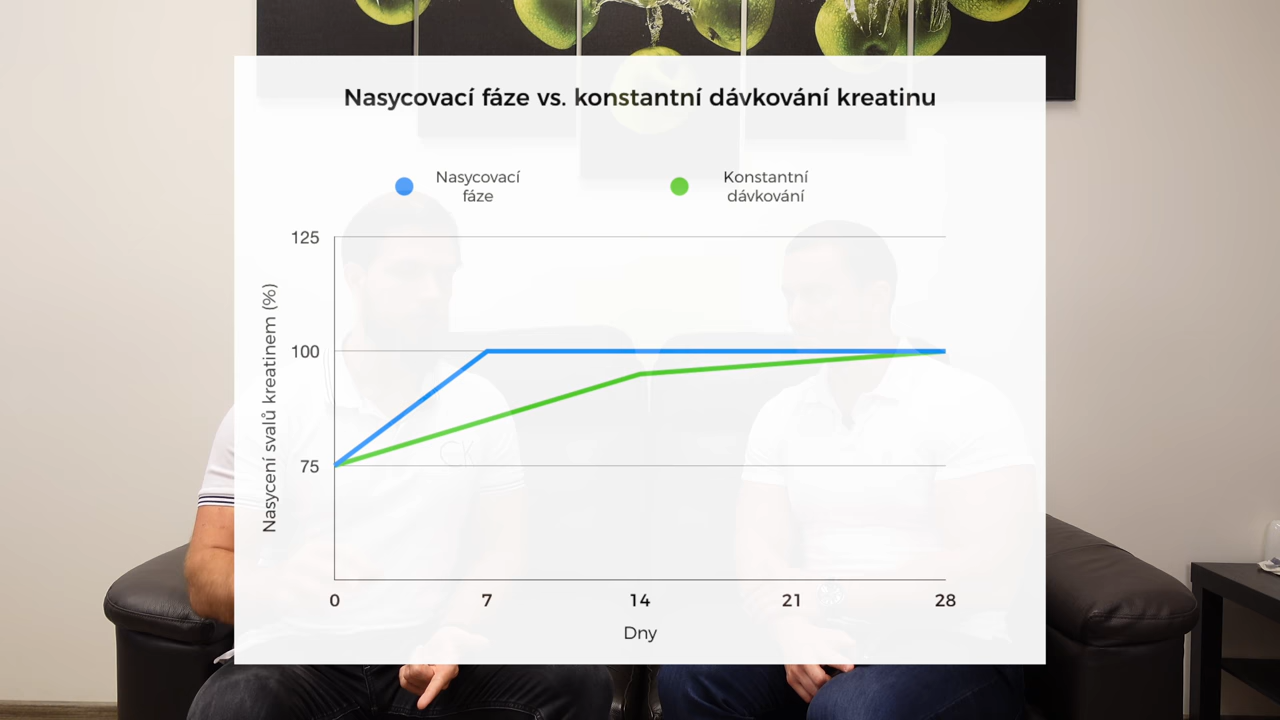 Nasycovací fáze vs. konstantní dávkování kreatinu
Nasycovací
fáze
Konstantní
dávkování
125
100
75
Nasycení svalů kreatinem (%)
0 7 14 21 28
Dny
CK